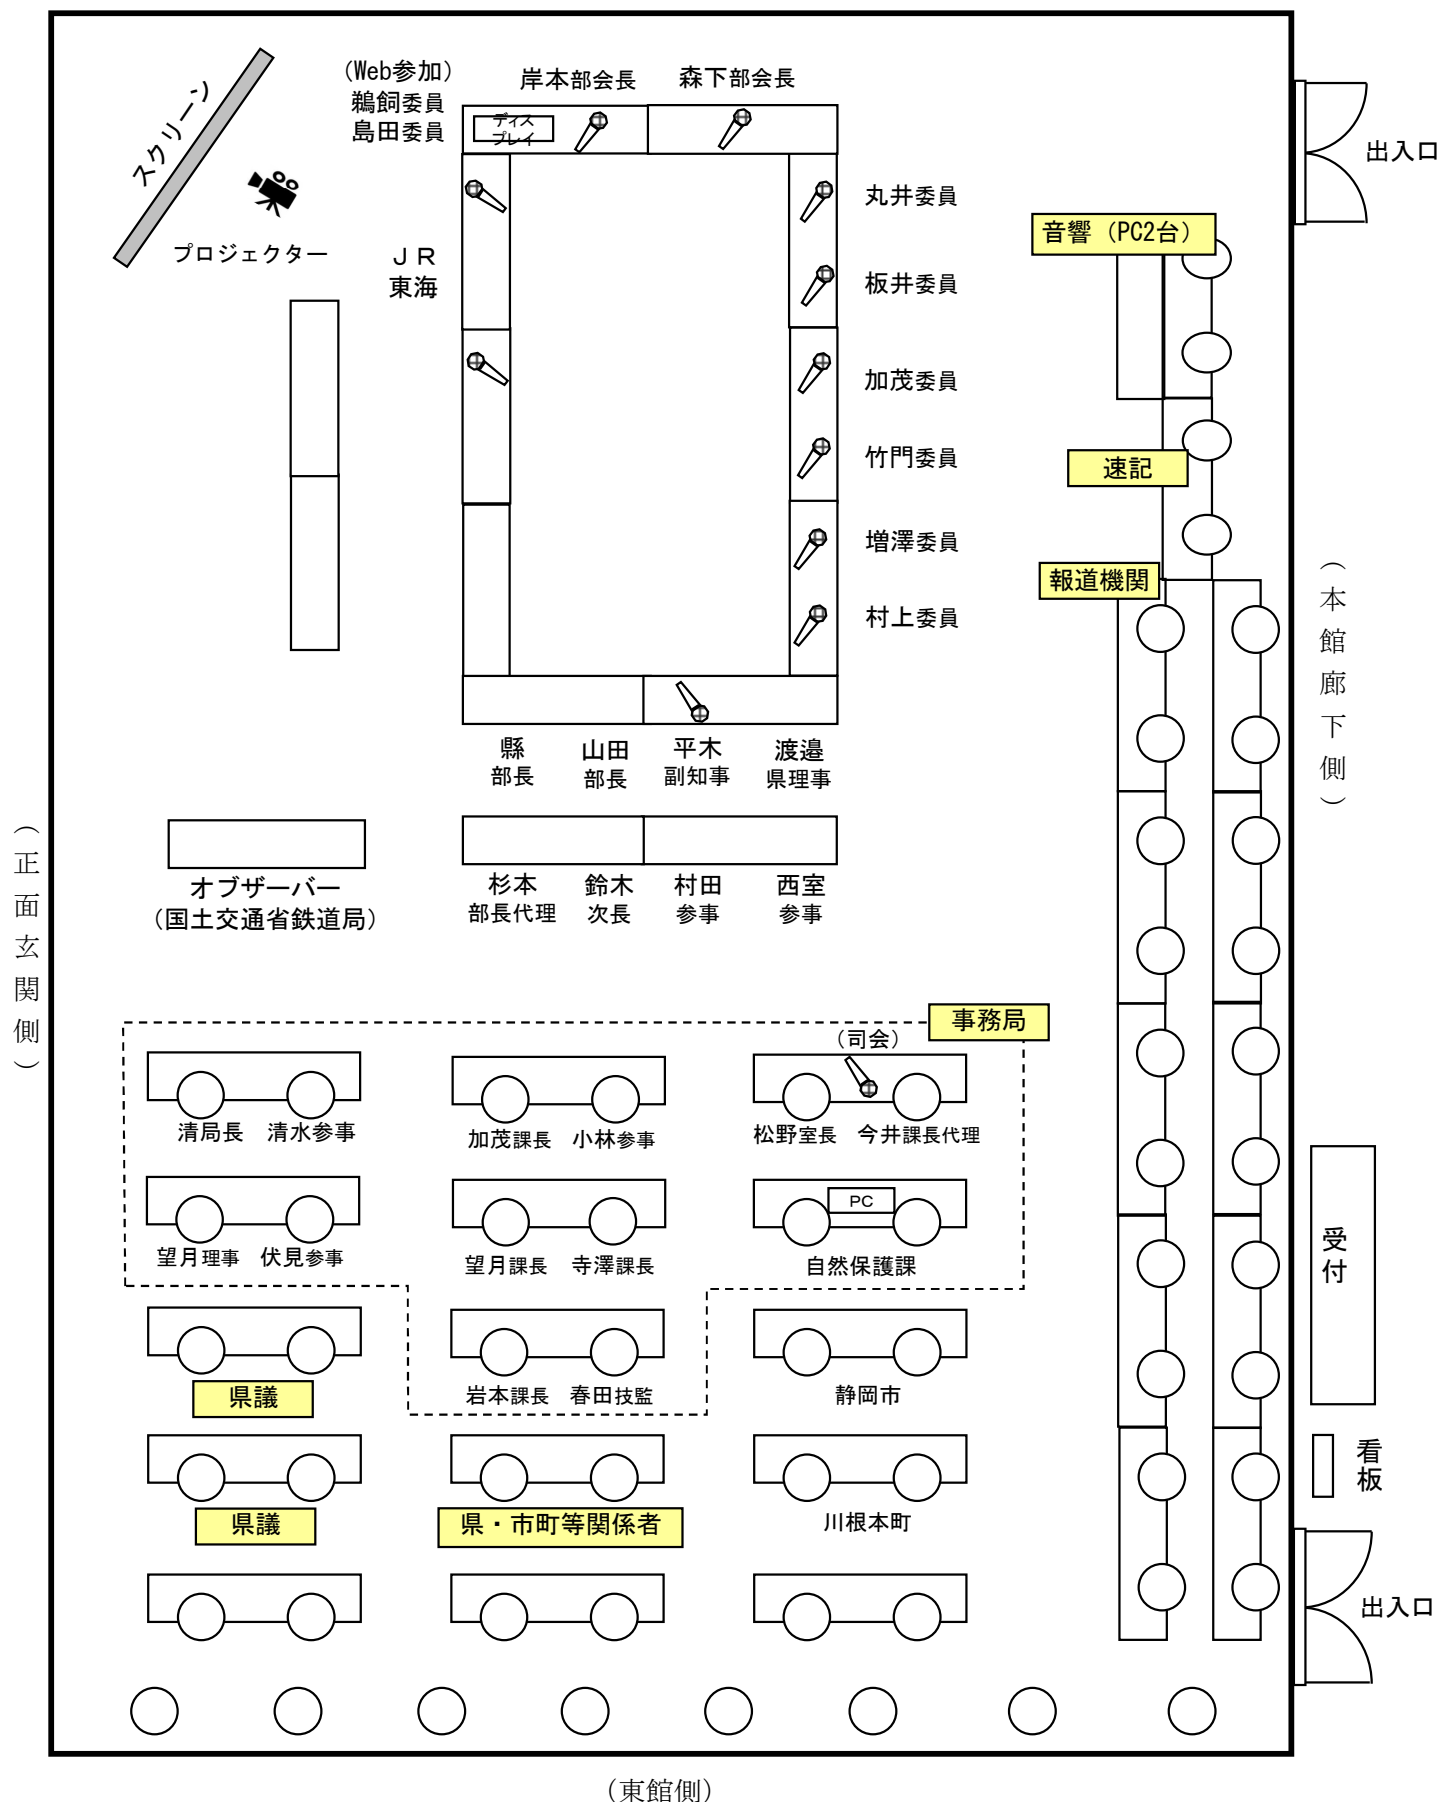 スクリーン
（Web参加）
鵜飼委員
島田委員
岸本部会長
森下部会長
ディス
プレイ
出入口
プロジェクター
ＪＲ
東海
丸井委員
板井委員
加茂委員
竹門委員
増澤委員
村上委員
音響（PC2台）
速記
報道機関
（本館廊下側）
縣
部長
山田
部長
平木
副知事
渡邉
県理事
（正面玄関側）
オブザーバー
（国土交通省鉄道局）
杉本
部長代理
鈴木
次長
村田
参事
西室
参事
事務局
（司会）
清局長
清水参事
加茂課長
小林参事
松野室長
今井課長代理
PC
望月理事
伏見参事
望月課長
寺澤課長
自然保護課
県議
岩本課長
春田技監
静岡市
県議
県・市町等関係者
川根本町
受付
看板
出入口
（東館側）